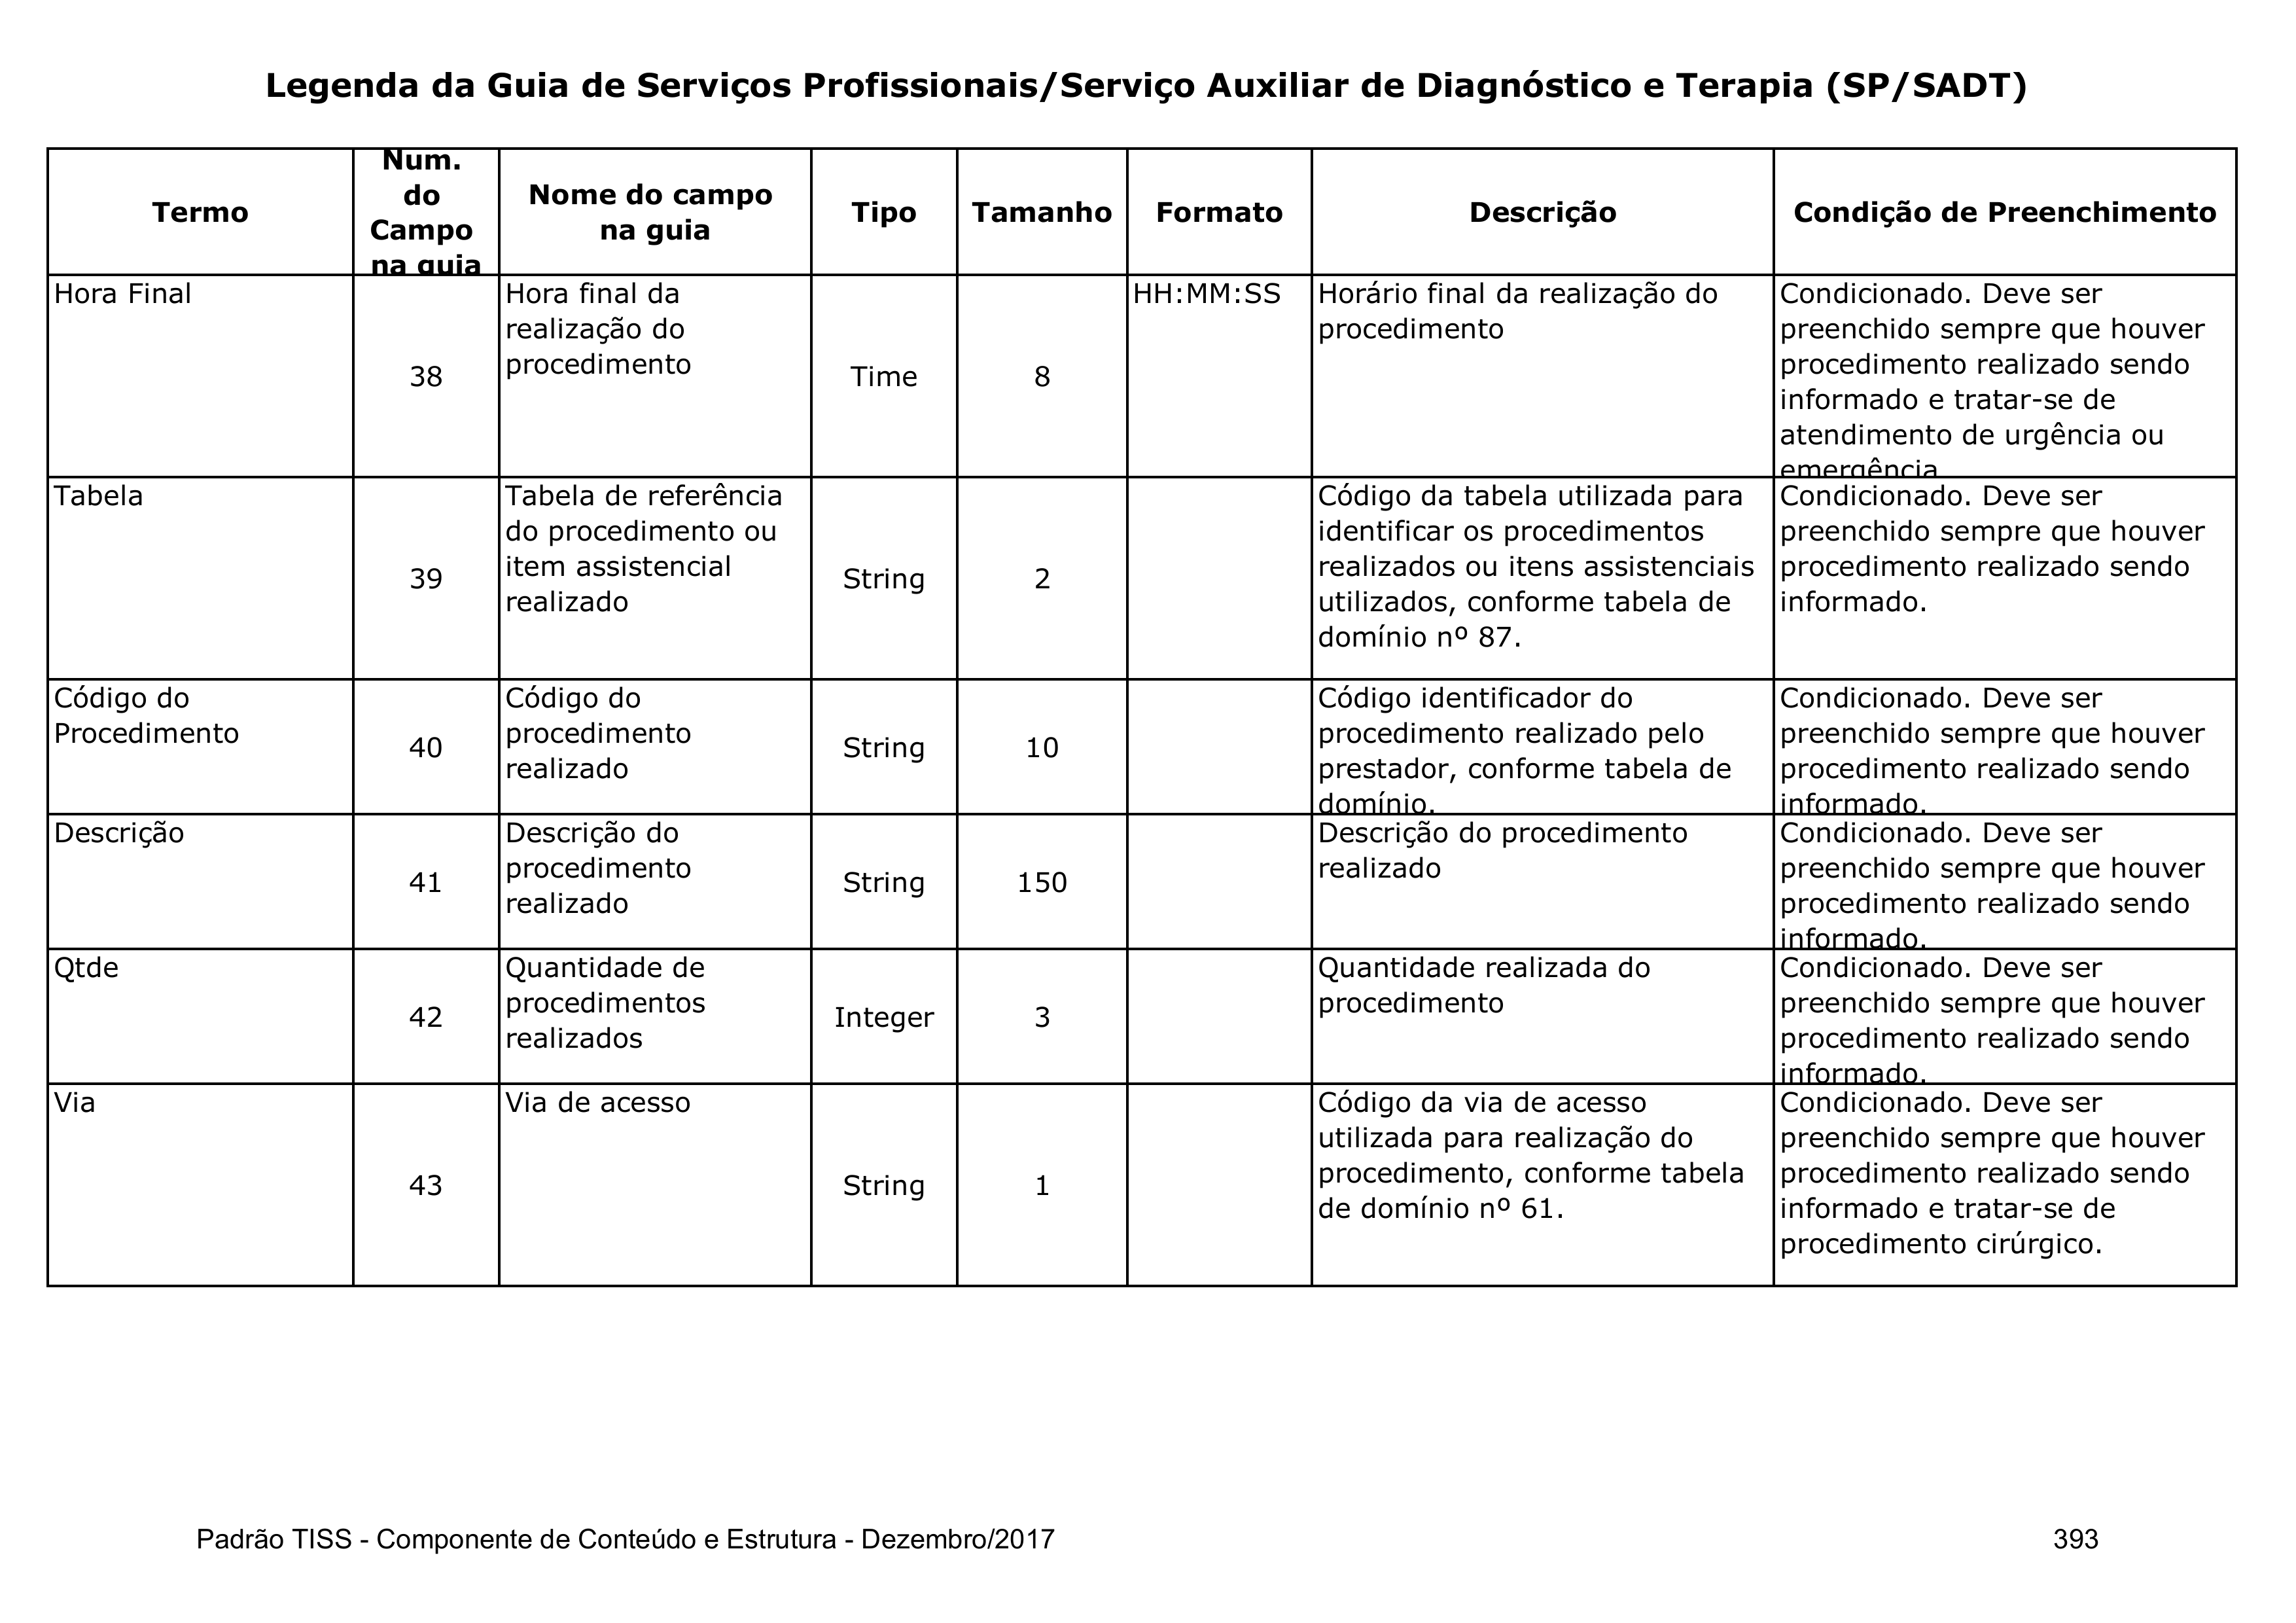 Legenda da Guia de Serviços Profissionais/Serviço Auxiliar de Diagnóstico e Terapia (SP/SADT)
Termo
Num.
do
Campo
na guia
Nome do campo
na guia
Tipo
Tamanho
Formato
Descrição
Condição de Preenchimento
Hora Final
38
Hora final da
realização do
procedimento
Time
8
HH:MM:SS
Horário final da realização do
procedimento
Condicionado. Deve ser
preenchido sempre que houver
procedimento realizado sendo
informado e tratar-se de
atendimento de urgência ou
emergência
Tabela
39
Tabela de referência
do procedimento ou
item assistencial
realizado
String
2
Código da tabela utilizada para
identificar os procedimentos
realizados ou itens assistenciais
utilizados, conforme tabela de
domínio nº 87.
Condicionado. Deve ser
preenchido sempre que houver
procedimento realizado sendo
informado.
Código do
Procedimento
40
Código do
procedimento
realizado
String
10
Código identificador do
procedimento realizado pelo
prestador, conforme tabela de
domínio.
Condicionado. Deve ser
preenchido sempre que houver
procedimento realizado sendo
informado.
Descrição
41
Descrição do
procedimento
realizado
String
150
Descrição do procedimento
realizado
Condicionado. Deve ser
preenchido sempre que houver
procedimento realizado sendo
informado.
Qtde
42
Quantidade de
procedimentos
realizados
Integer
3
Quantidade realizada do
procedimento
Condicionado. Deve ser
preenchido sempre que houver
procedimento realizado sendo
informado.
Via
43
Via de acesso
String
1
Código da via de acesso
utilizada para realização do
procedimento, conforme tabela
de domínio nº 61.
Condicionado. Deve ser
preenchido sempre que houver
procedimento realizado sendo
informado e tratar-se de
procedimento cirúrgico.
Padrão TISS - Componente de Conteúdo e Estrutura - Dezembro/2017
393